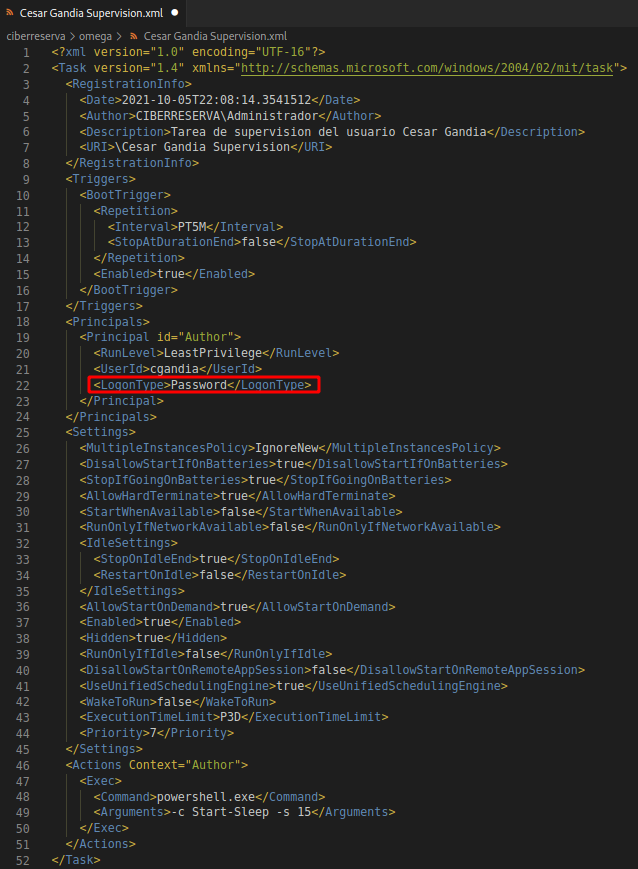 Cesar Gandia Supervision.xml ●
ciberreserva > omega > Cesar Gandia Supervision.xml
1 <?xml version="1.0" encoding="UTF-16"?>
2 <Task version="1.4" xmlns="http://schemas.microsoft.com/windows/2004/02/mit/task">
3 <RegistrationInfo>
4 <Date>2021-10-05T22:08:14.3541512</Date>
5 <Author>CIBERRESERVA\Administrador</Author>
6 <Description>Tarea de supervision del usuario Cesar Gandia</Description>
7 <URI>\Cesar Gandia Supervision</URI>
8 </RegistrationInfo>
9 <Triggers>
10 <BootTrigger>
11 <Repetition>
12 <Interval>PT5M</Interval>
13 <StopAtDurationEnd>false</StopAtDurationEnd>
14 </Repetition>
15 <Enabled>true</Enabled>
16 </BootTrigger>
17 </Triggers>
18 <Principals>
19 <Principal id="Author">
20 <RunLevel>LeastPrivilege</RunLevel>
21 <UserId>cgandia</UserId>
22 <LogonType>Password</LogonType>
23 </Principal>
24 </Principals>
25 <Settings>
26 <MultipleInstancesPolicy>IgnoreNew</MultipleInstancesPolicy>
27 <DisallowStartIfOnBatteries>true</DisallowStartIfOnBatteries>
28 <StopIfGoingOnBatteries>true</StopIfGoingOnBatteries>
29 <AllowHardTerminate>true</AllowHardTerminate>
30 <StartWhenAvailable>false</StartWhenAvailable>
31 <RunOnlyIfNetworkAvailable>false</RunOnlyIfNetworkAvailable>
32 <IdleSettings>
33 <StopOnIdleEnd>true</StopOnIdleEnd>
34 <RestartOnIdle>false</RestartOnIdle>
35 </IdleSettings>
36 <AllowStartOnDemand>true</AllowStartOnDemand>
37 <Enabled>true</Enabled>
38 <Hidden>true</Hidden>
39 <RunOnlyIfIdle>false</RunOnlyIfIdle>
40 <DisallowStartOnRemoteAppSession>false</DisallowStartOnRemoteAppSession>
41 <UseUnifiedSchedulingEngine>true</UseUnifiedSchedulingEngine>
42 <WakeToRun>false</WakeToRun>
43 <ExecutionTimeLimit>P3D</ExecutionTimeLimit>
44 <Priority>7</Priority>
45 </Settings>
46 <Actions Context="Author">
47 <Exec>
48 <Command>powershell.exe</Command>
49 <Arguments>-c Start-Sleep -s 15</Arguments>
50 </Exec>
51 </Actions>
52 </Task>